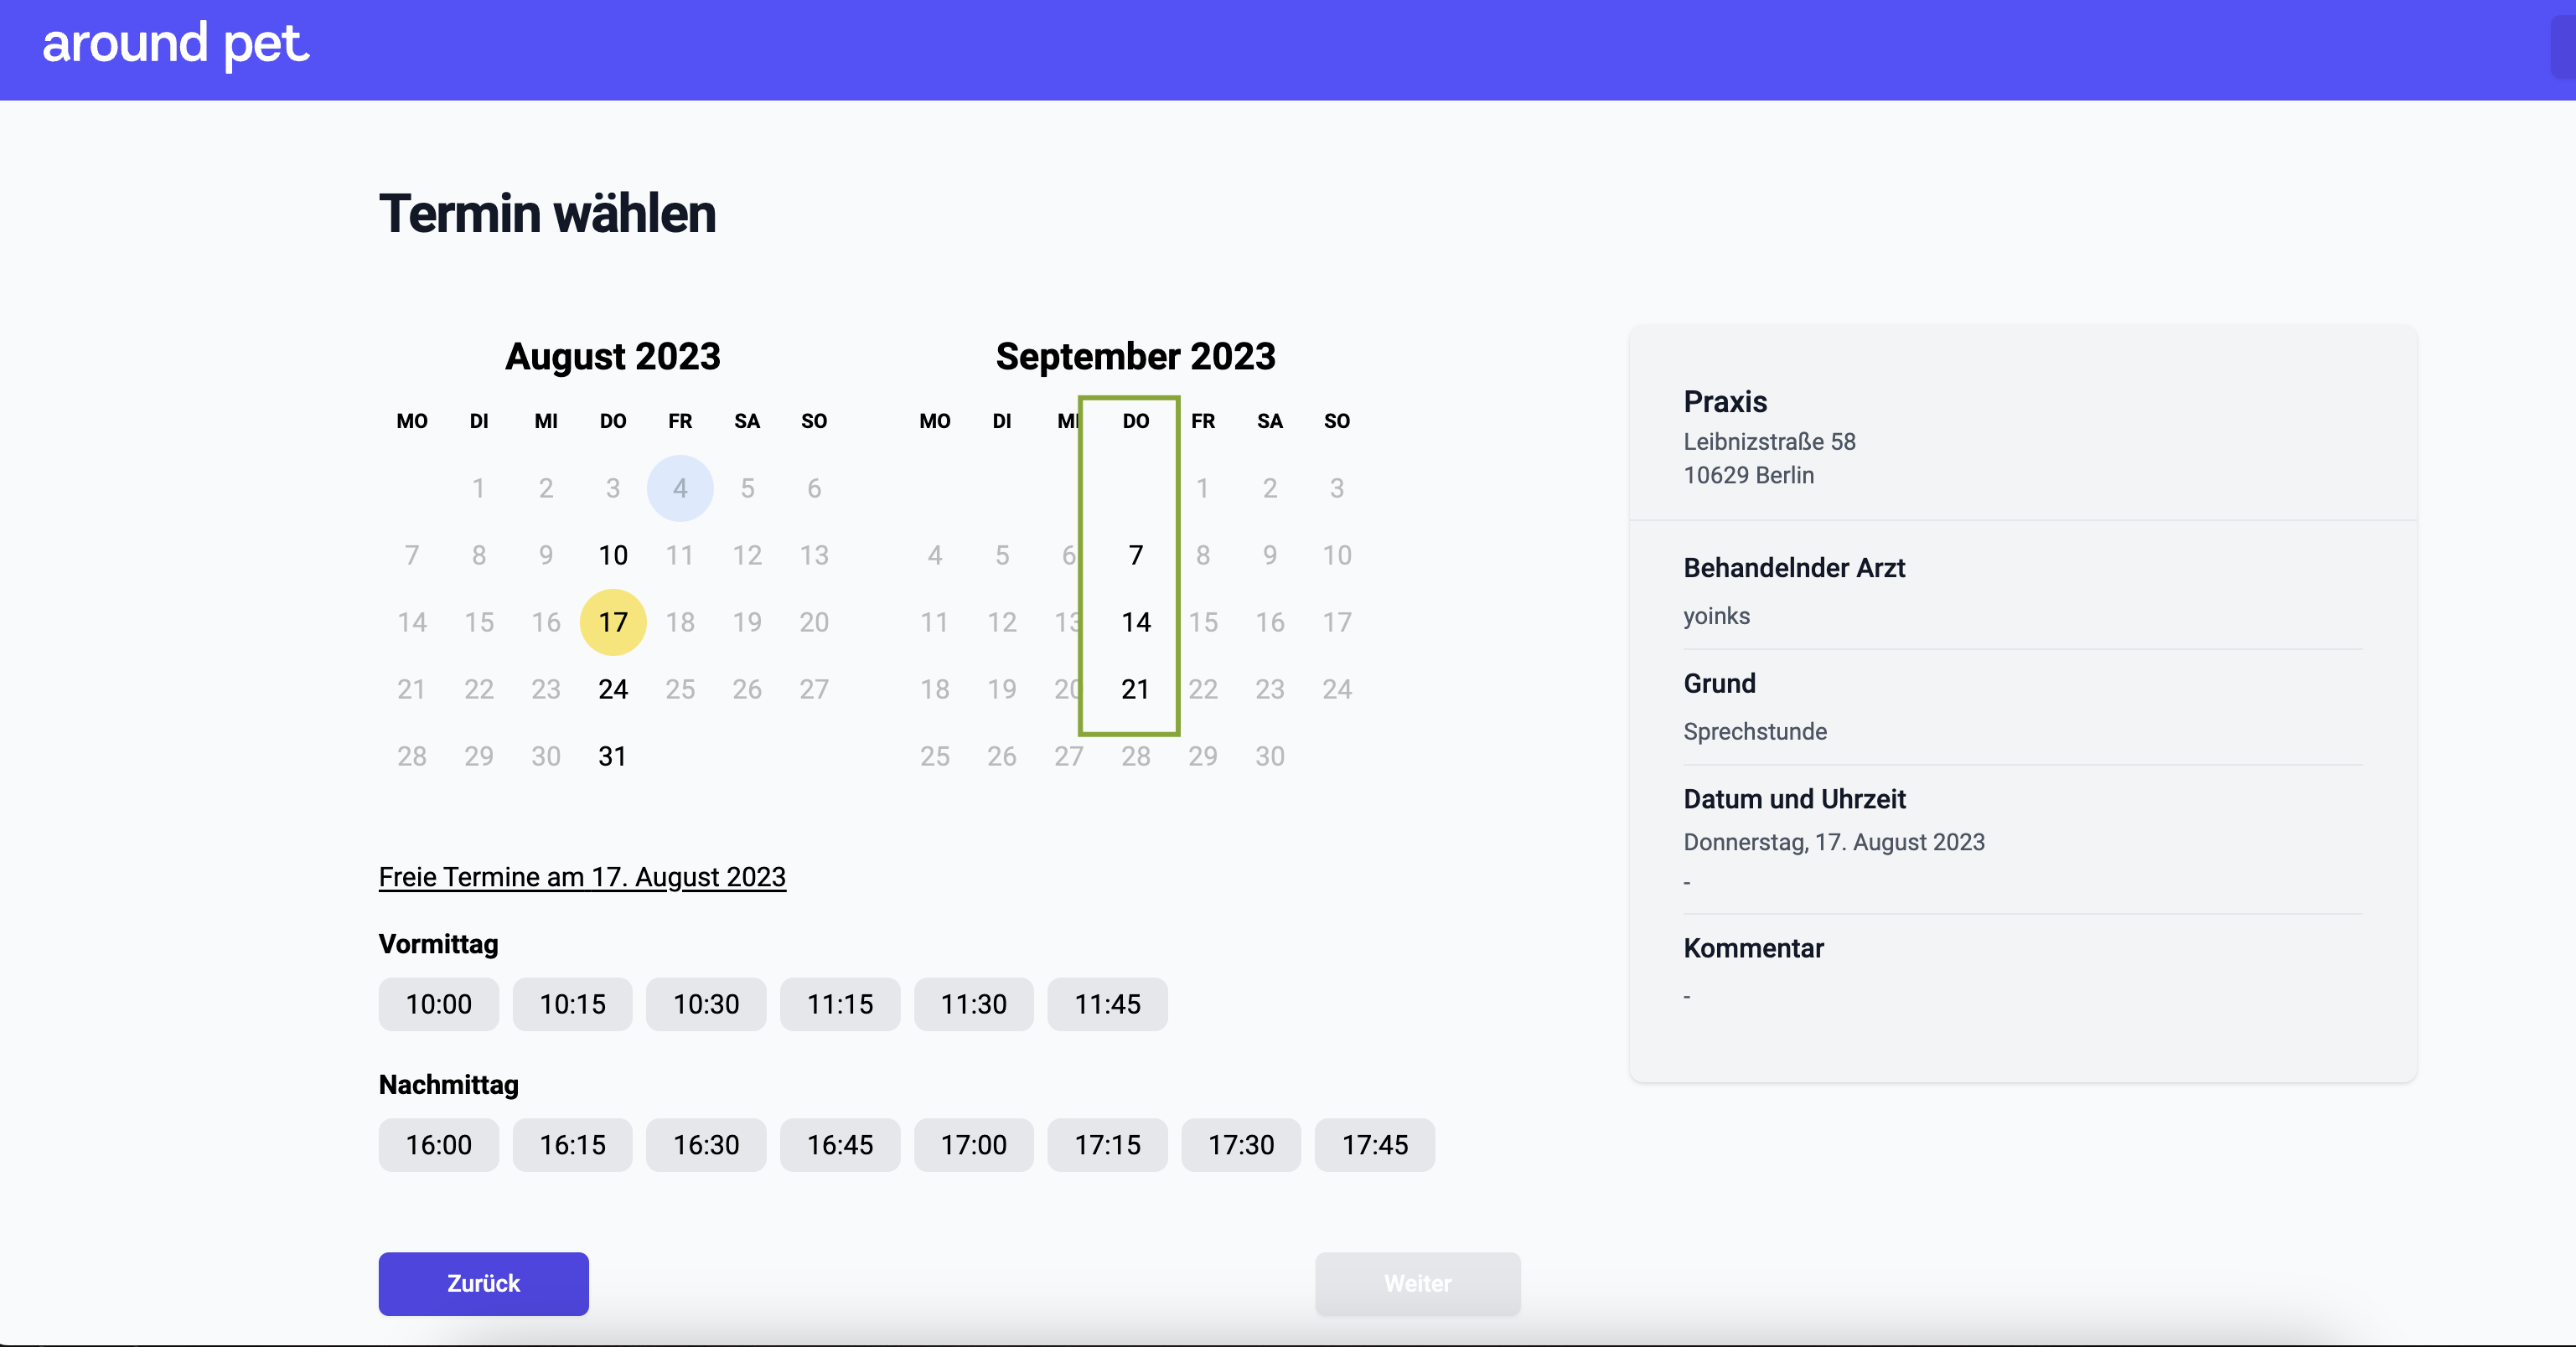 around pet.
Termin wählen
August 2023
MO DI MI DO FR SA SO
1 2 3 4 5 6
7 8 9 10 11 12 13
14 15 16 17 18 19 20
21 22 23 24 25 26 27
28 29 30 31
September 2023
MO DI MI DO FR SA SO
1 2 3
4 5 6 7 8 9 10
11 12 13 14 15 16 17
18 19 20 21 22 23 24
25 26 27 28 29 30
Freie Termine am 17. August 2023
Vormittag
10:00 10:15 10:30 11:15 11:30 11:45
Nachmittag
16:00 16:15 16:30 16:45 17:00 17:15 17:30 17:45
Zurück
Weiter
Praxis
Leibnizstraße 58
10629 Berlin
Behandelnder Arzt
yoinks
Grund
Sprechstunde
Datum und Uhrzeit
Donnerstag, 17. August 2023
-
Kommentar
-